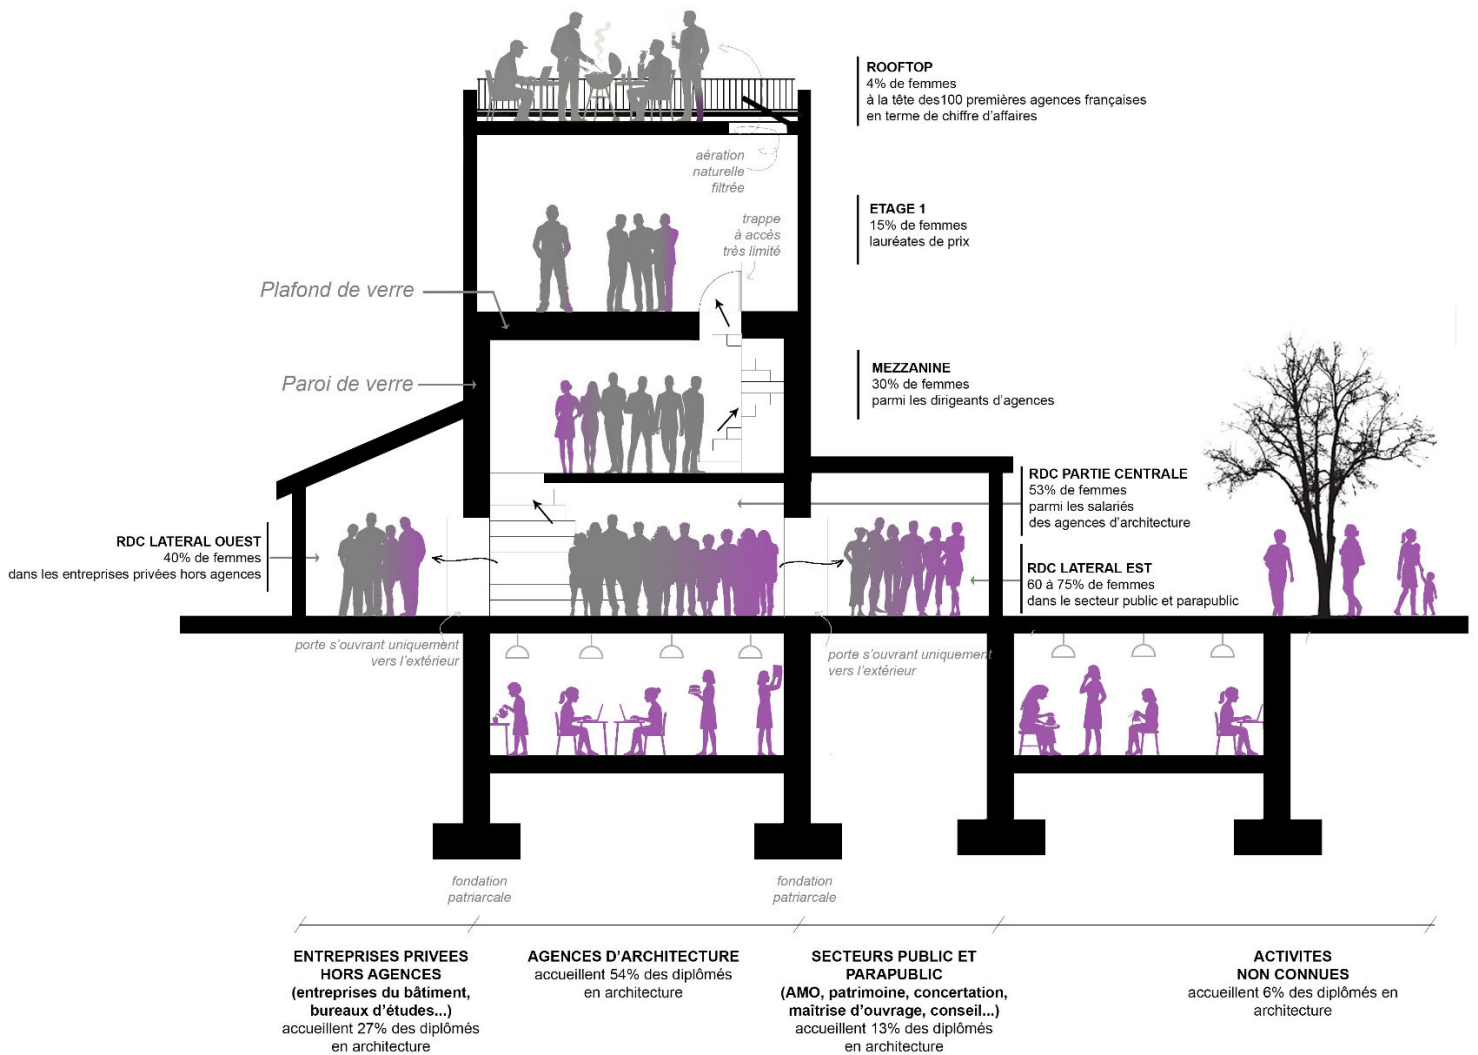 ROOFTOP
4% de femmes
à la tête des100 premières agences françaises
en terme de chiffre d'affaires
aération
naturelle
filtrée
ETAGE 1
15% de femmes
lauréates de prix
trappe
à accès
très limité
Plafond de verre
Paroi de verre
MEZZANINE
30% de femmes
parmi les dirigeants d'agences
RDC PARTIE CENTRALE
53% de femmes
parmi les salariés
des agences d'architecture
RDC LATERAL OUEST
40% de femmes
dans les entreprises privées hors agences
RDC LATERAL EST
60 à 75% de femmes
dans le secteur public et parapublic
porte s'ouvrant uniquement
vers l'extérieur
porte s'ouvrant uniquement
vers l'extérieur
fondation
patriarcale
fondation
patriarcale
ENTREPRISES PRIVEES
HORS AGENCES
(entreprises du bâtiment,
bureaux d'études...)
accueillent 27% des diplômés
en architecture
AGENCES D'ARCHITECTURE
accueillent 54% des diplômés
en architecture
SECTEURS PUBLIC ET
PARAPUBLIC
(AMO, patrimoine, concertation,
maîtrise d'ouvrage, conseil...)
accueillent 13% des diplômés
en architecture
ACTIVITES
NON CONNUES
accueillent 6% des diplômés en
architecture